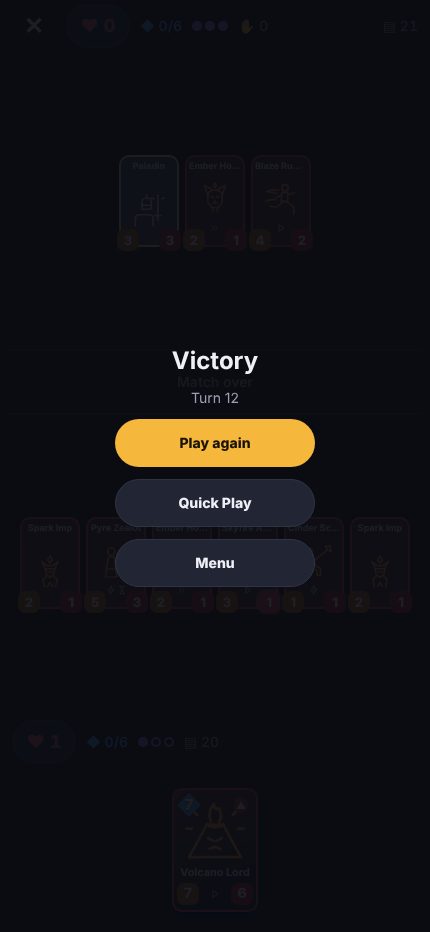 0 0/6 0 21
Paladin Ember Ho... Blaze Ru...
3 3 2 1 4 2
Victory
Match over
Turn 12
Play again
Quick Play
Menu
Spark Imp Pyre Spark Imp
2 1 5 3 2 1 3 1 1 1 2 1
1 0/6 20
7
Volcano Lord
7 6